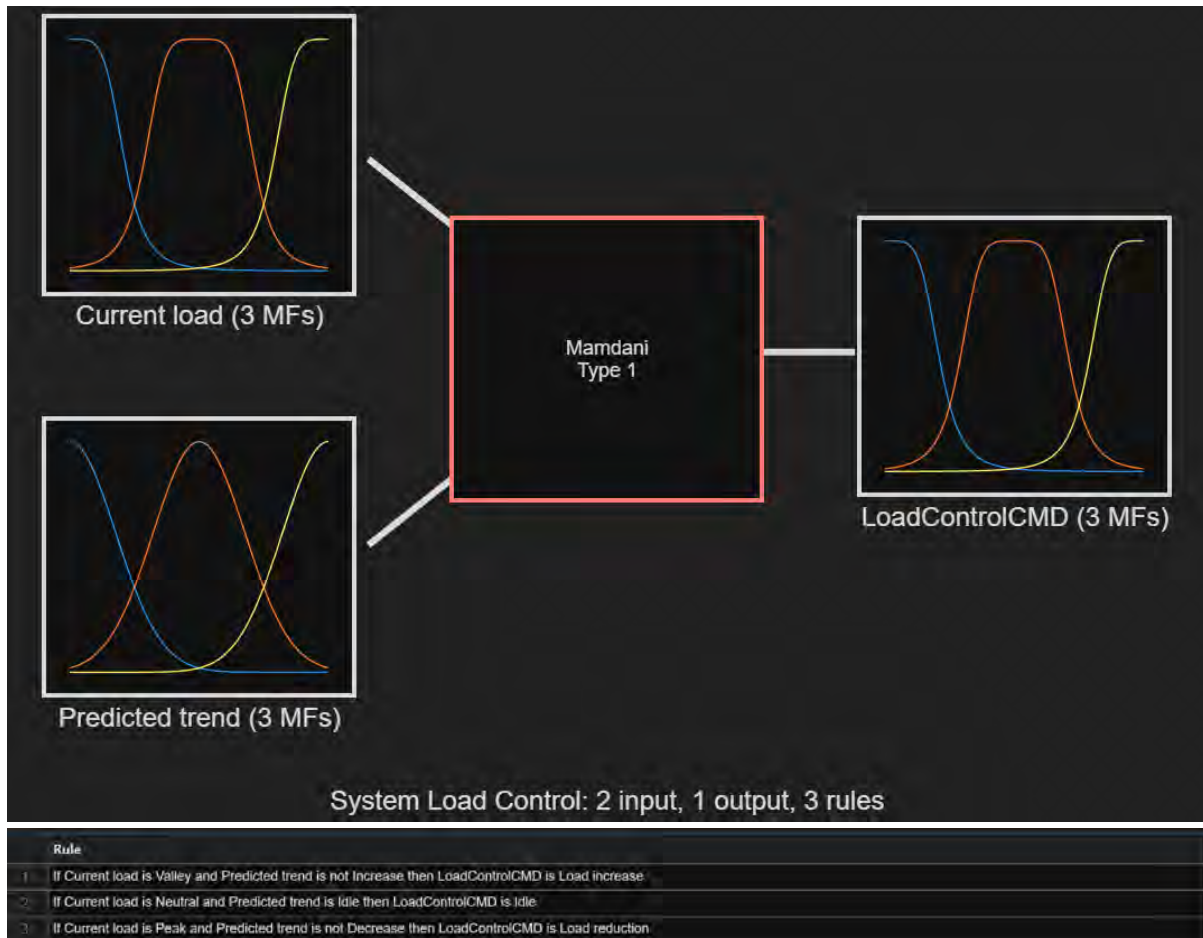 Current load (3 MFs)
Mamdani
Type 1
LoadControlCMD (3 MFs)
Predicted trend (3 MFs)
System Load Control: 2 input, 1 output, 3 rules
Rule
1 If Current load is Valley and Predicted trend is not Increase then LoadControlCMD is Load increase
2 If Current load is Neutral and Predicted trend is Idle then LoadControlCMD is Idle
3 If Current load is Peak and Predicted trend is not Decrease then LoadControlCMD is Load reduction